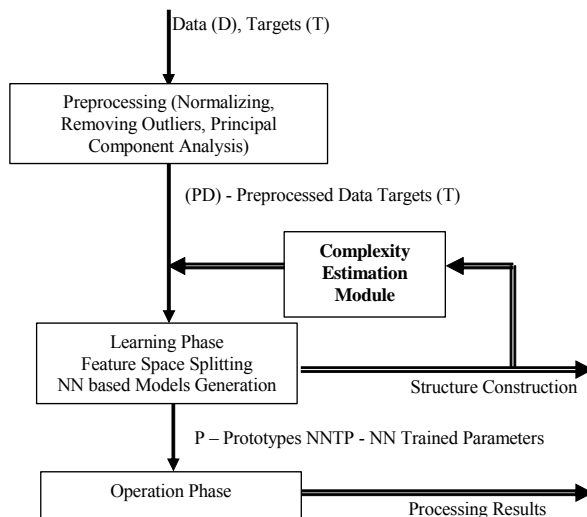 Data (D), Targets (T)
Preprocessing (Normalizing,
Removing Outliers, Principal
Component Analysis)
(PD) - Preprocessed Data Targets (T)
Complexity
Estimation
Module
Learning Phase
Feature Space Splitting
NN based Models Generation
Structure Construction
P – Prototypes NNTP - NN Trained Parameters
Operation Phase
Processing Results